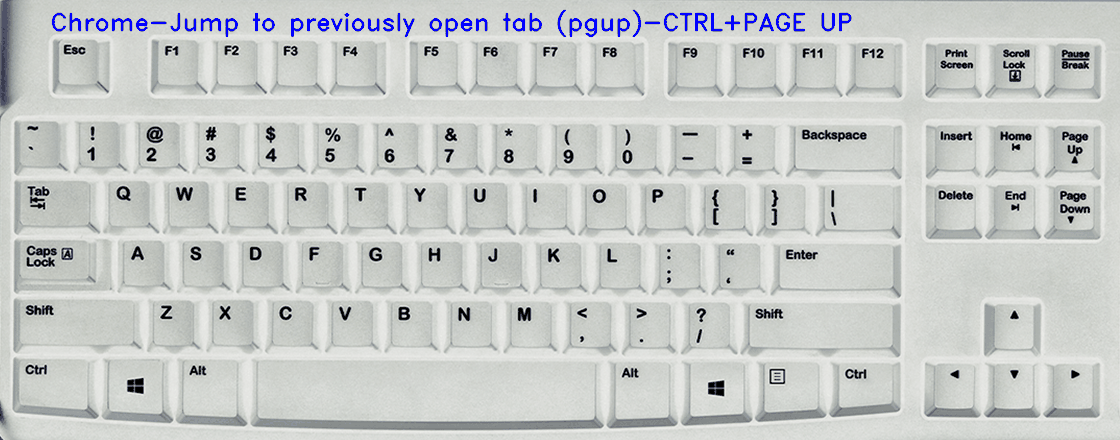 Chrome-Jump to previously open tab (pgup)-CTRL+PAGE UP
Esc F1 F2 F3 F4 F5 F6 F7 F8 F9 F10 F11 F12 Print Screen Scroll Lock Pause Break
~ ` ! 1 @ 2 # 3 $ 4 % 5 ^ 6 & 7 * 8 ( 9 ) 0 — – + = Backspace Insert Home Page Up
Tab Q W E R T Y U I O P { [ } ] | \ Delete End Page Down
Caps Lock A A S D F G H J K L : ; “ ‘ Enter
Shift Z X C V B N M < , > . ? / Shift
Ctrl Alt Alt Ctrl